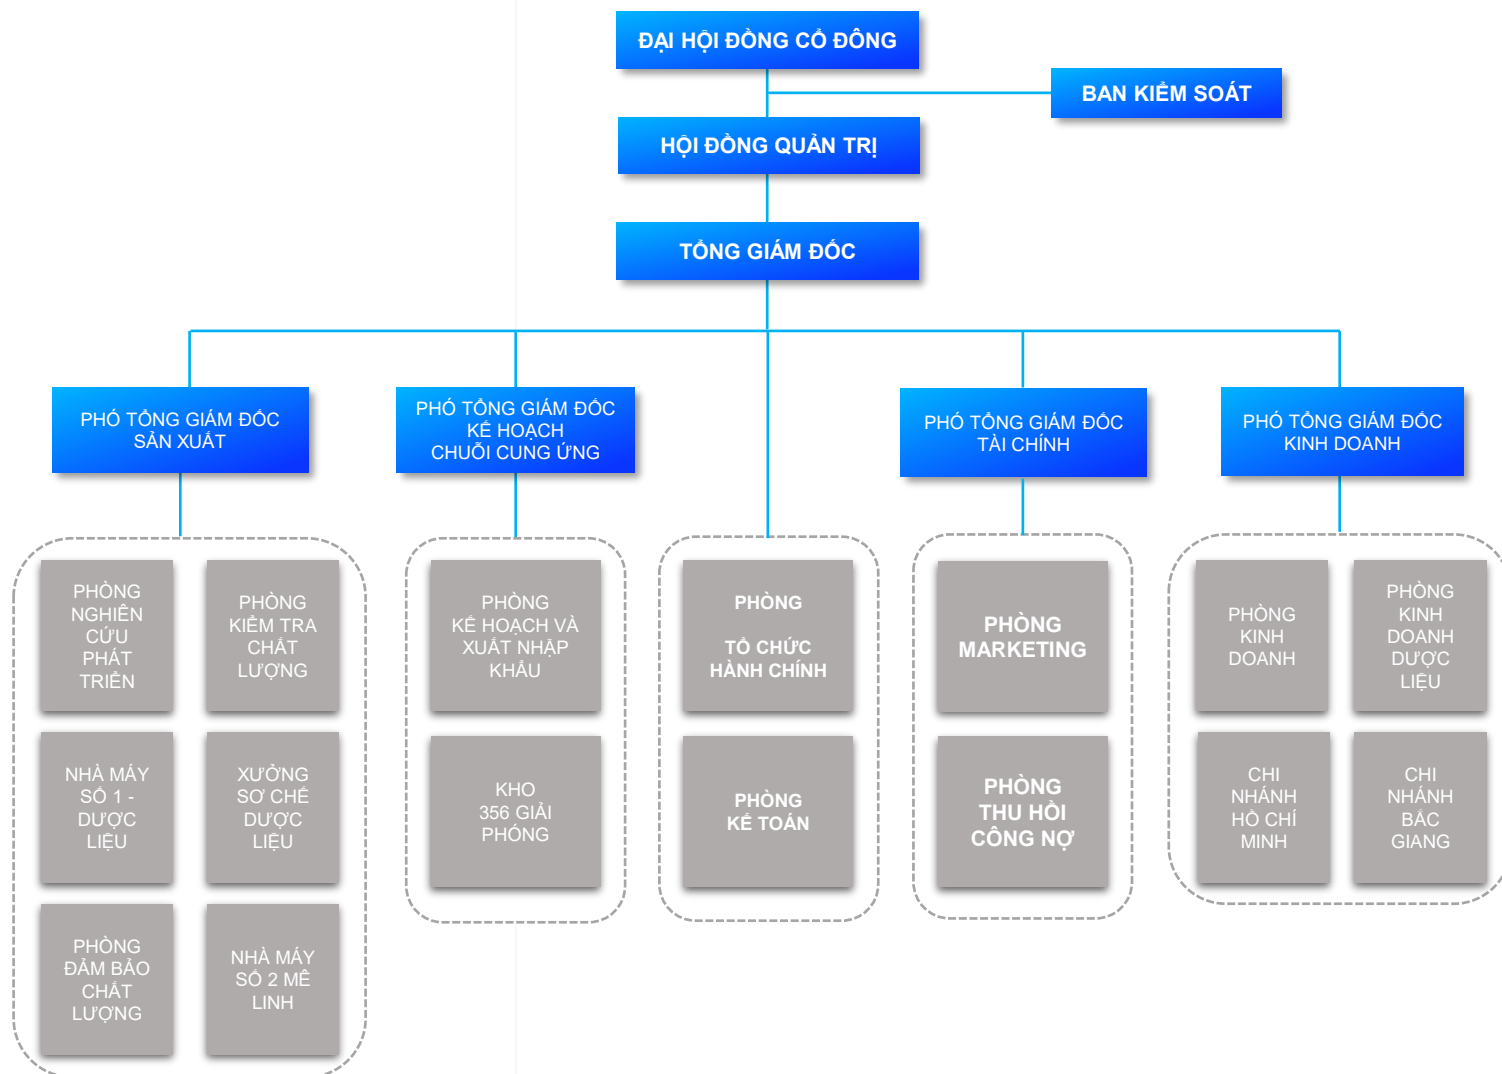 ĐẠI HỘI ĐỒNG CỔ ĐÔNG
BAN KIỂM SOÁT
HỘI ĐỒNG QUẢN TRỊ
TỔNG GIÁM ĐỐC
PHÓ TỔNG GIÁM ĐỐC
SẢN XUẤT
PHÓ TỔNG GIÁM ĐỐC
KẾ HOẠCH
CHUỖI CUNG ỨNG
PHÓ TỔNG GIÁM ĐỐC
TÀI CHÍNH
PHÓ TỔNG GIÁM ĐỐC
KINH DOANH
PHÒNG
NGHIÊN
CỨU
PHÁT
TRIỂN
PHÒNG
KIỂM TRA
CHẤT
LƯỢNG
PHÒNG
KẾ HOẠCH VÀ
XUẤT NHẬP
KHẨU
PHÒNG
TỔ CHỨC
HÀNH CHÍNH
PHÒNG
MARKETING
PHÒNG
KINH
DOANH
PHÒNG
KINH
DOANH
DƯỢC
LIỆU
NHÀ MÁY
SỐ 1 -
DƯỢC
LIỆU
XƯỞNG
SƠ CHẾ
DƯỢC
LIỆU
KHO
356 GIẢI
PHÓNG
PHÒNG
KẾ TOÁN
PHÒNG
THU HỒI
CÔNG NỢ
CHI
NHÁNH
HỒ CHÍ
MINH
CHI
NHÁNH
BẮC
GIANG
PHÒNG
ĐẢM BẢO
CHẤT
LƯỢNG
NHÀ MÁY
SỐ 2 MÊ
LINH